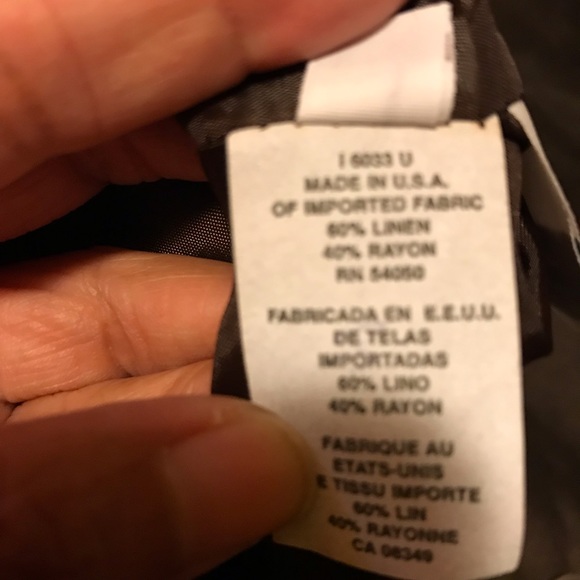 I 6033 U
MADE IN U.S.A.
OF IMPORTED FABRIC
60% LINEN
40% RAYON
RN 54050
FABRICADA EN E.E.U.U.
DE TELAS
IMPORTADAS
60% LINO
40% RAYON
FABRIQUE AU
ETATS-UNIS
E TISSU IMPORTE
60% LIN
40% RAYONNE
CA 08349